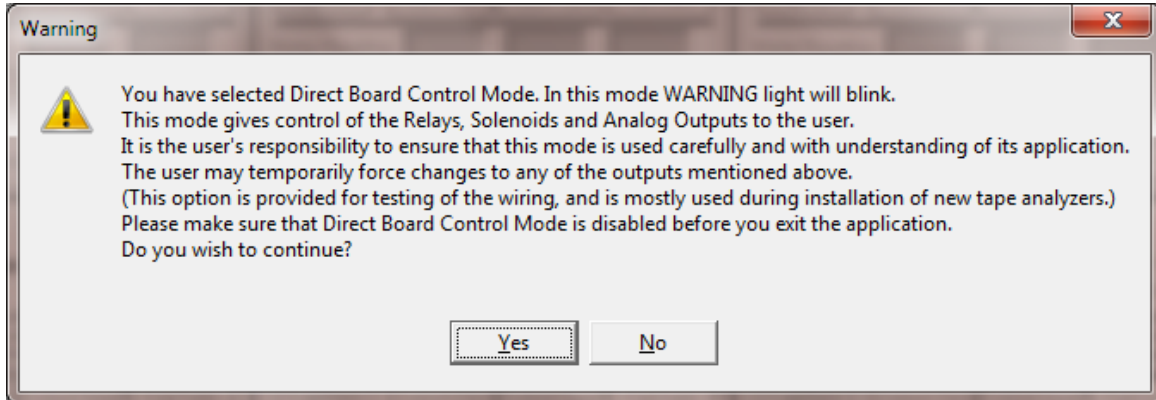 Warning
You have selected Direct Board Control Mode. In this mode WARNING light will blink.
This mode gives control of the Relays, Solenoids and Analog Outputs to the user.
It is the user's responsibility to ensure that this mode is used carefully and with understanding of its application.
The user may temporarily force changes to any of the outputs mentioned above.
(This option is provided for testing of the wiring, and is mostly used during installation of new tape analyzers.)
Please make sure that Direct Board Control Mode is disabled before you exit the application.
Do you wish to continue?
Yes No